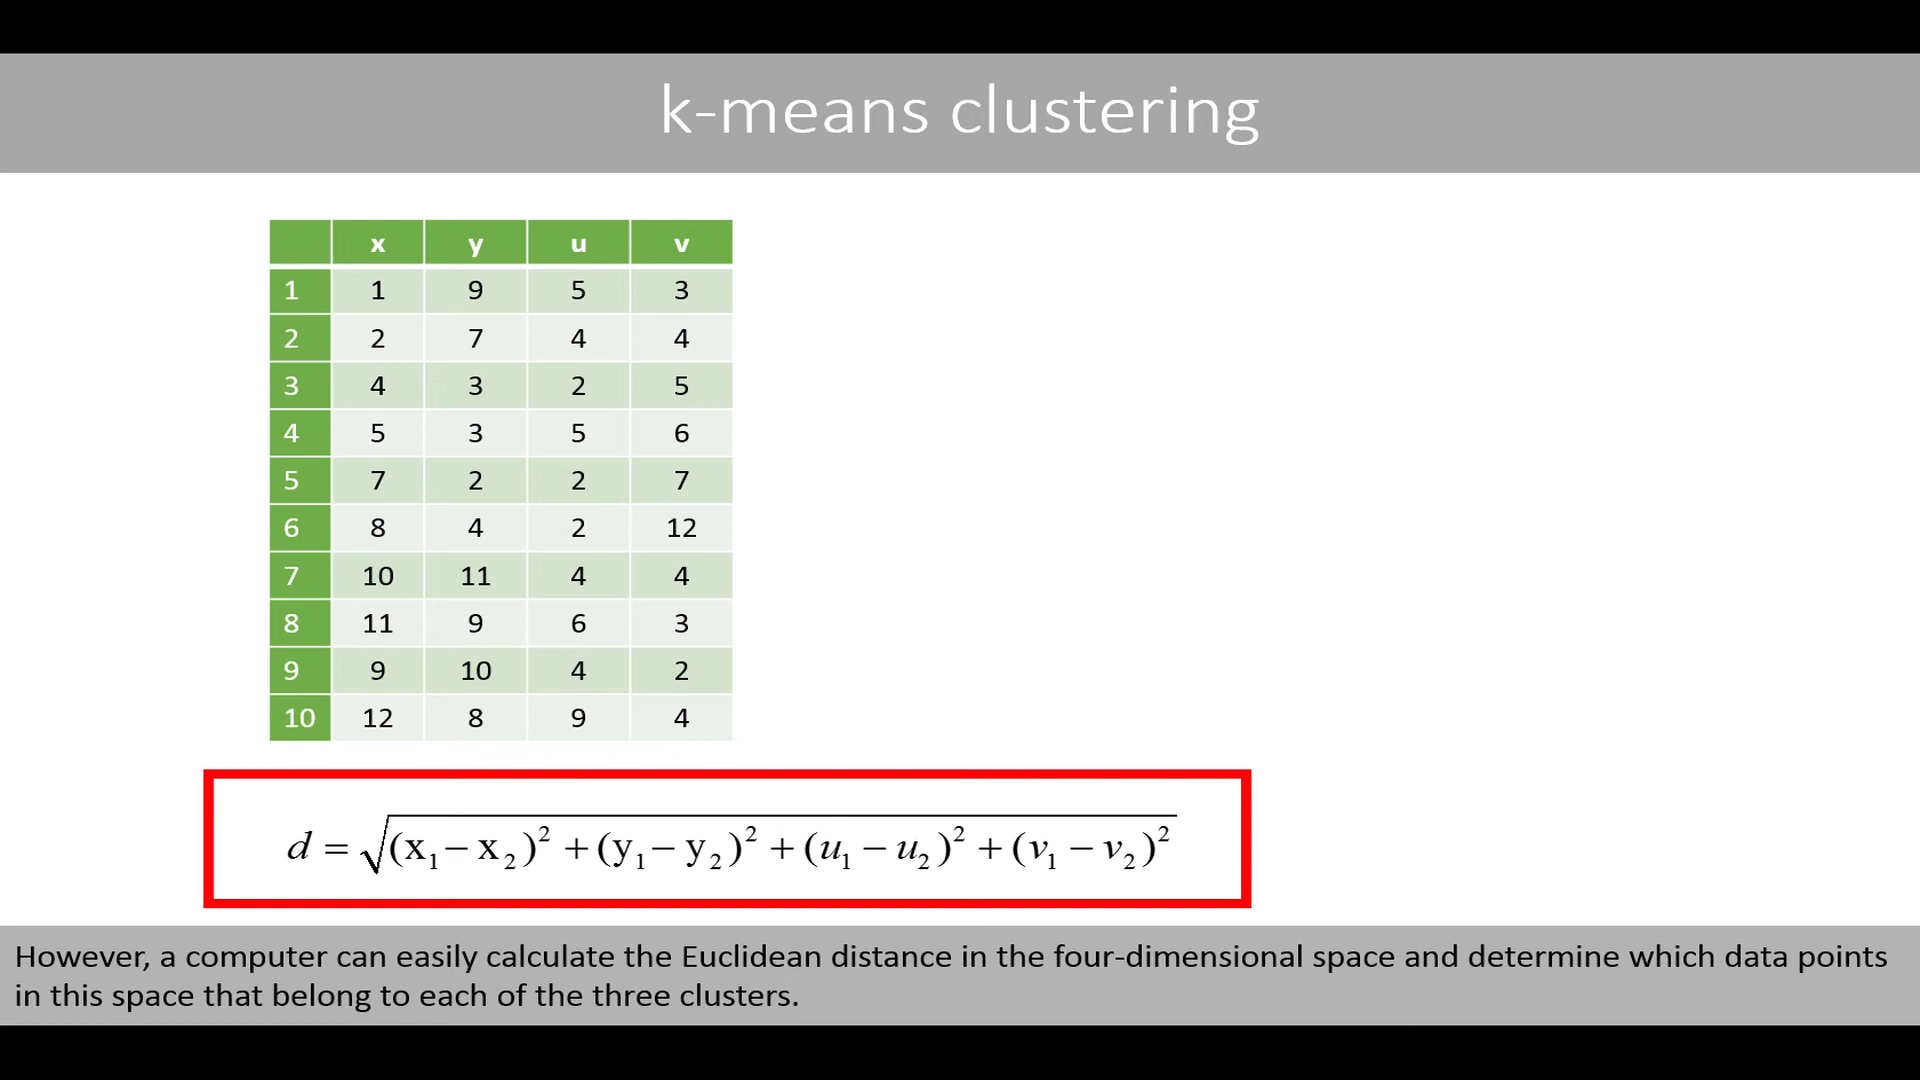 k-means clustering
x y u v
1 1 9 5 3
2 2 7 4 4
3 4 3 2 5
4 5 3 5 6
5 7 2 2 7
6 8 4 2 12
7 10 11 4 4
8 11 9 6 3
9 9 10 4 2
10 12 8 9 4
d = √(x₁ − x₂)² + (y₁ − y₂)² + (u₁ − u₂)² + (v₁ − v₂)²
However, a computer can easily calculate the Euclidean distance in the four-dimensional space and determine which data points
in this space that belong to each of the three clusters.